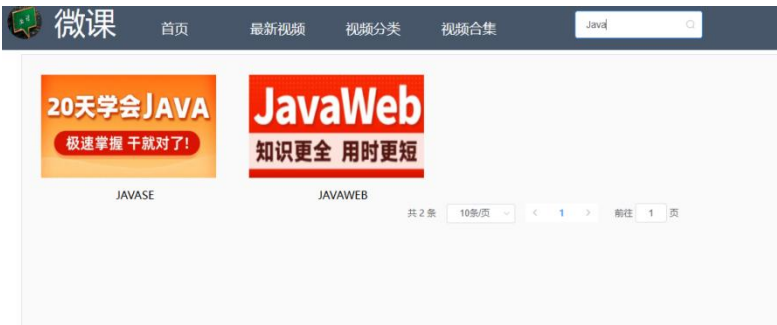 微课 首页 最新视频 视频分类 视频合集 Java
20天学会JAVA
极速掌握 干就对了!
JavaWeb
知识更全 用时更短
JAVASE JAVAWEB
共 2 条 10条/页 < 1 > 前往 1 页